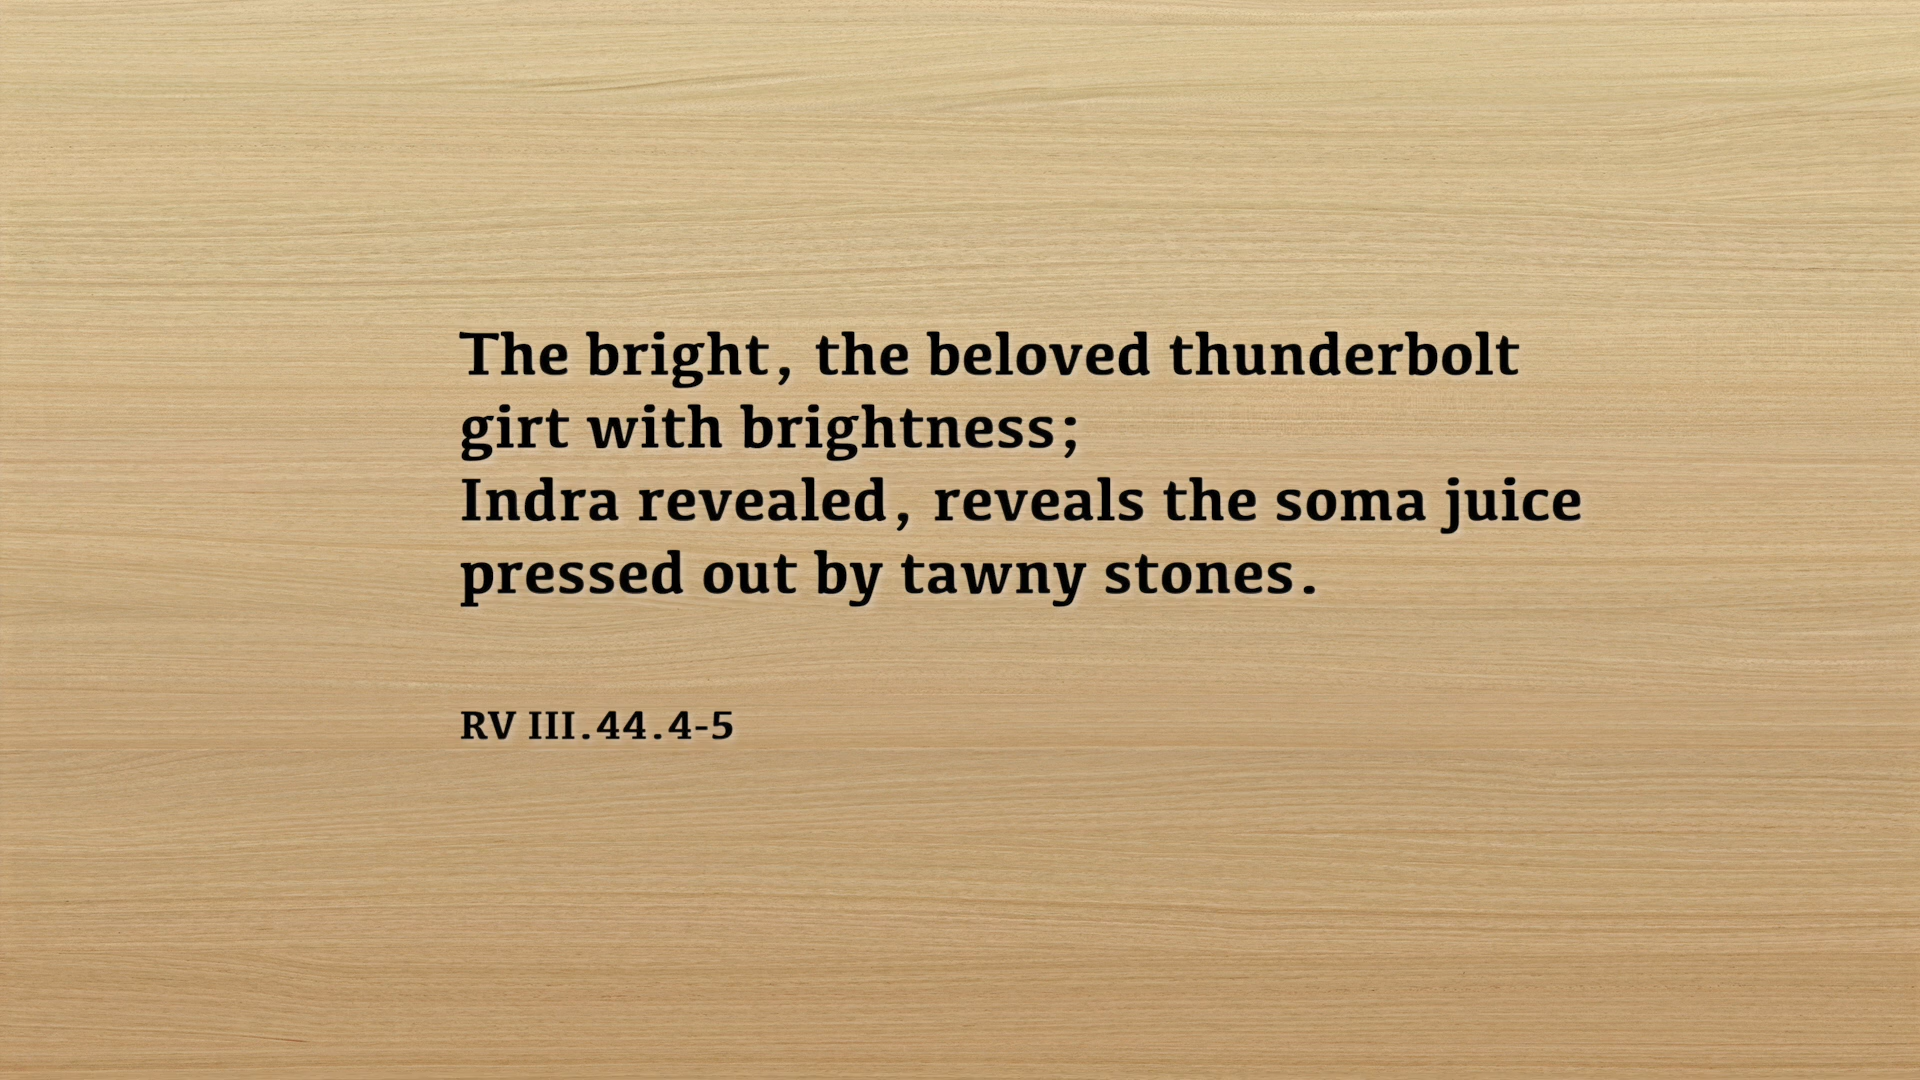 The bright, the beloved thunderbolt
girt with brightness;
Indra revealed, reveals the soma juice
pressed out by tawny stones.
RV III.44.4-5